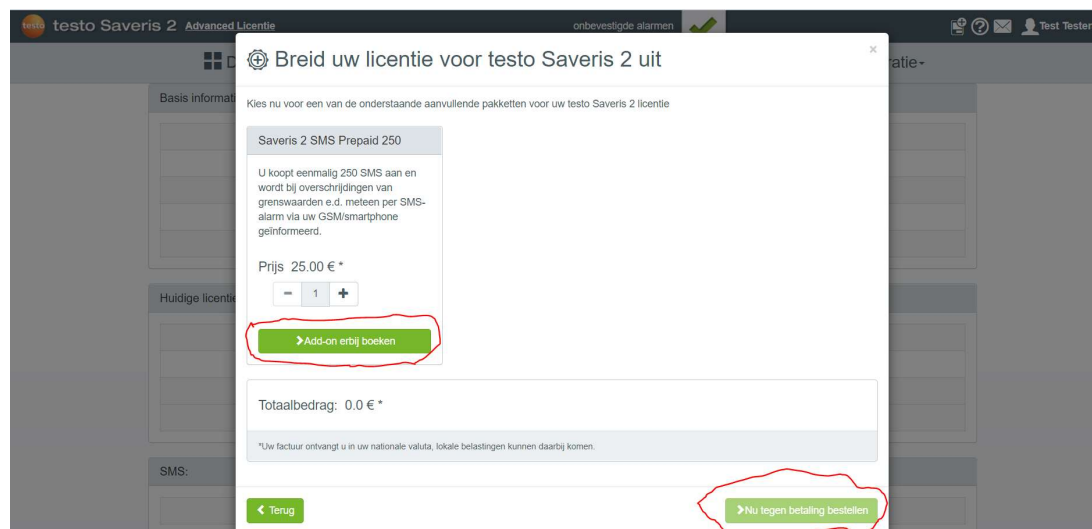 testo testo Saveris 2 Advanced Licentie onbevestigde alarmen Test Tester
Breid uw licentie voor testo Saveris 2 uit ×
D ratie
Basis informati
Kies nu voor een van de onderstaande aanvullende pakketten voor uw testo Saveris 2 licentie
Saveris 2 SMS Prepaid 250
U koopt eenmalig 250 SMS aan en
wordt bij overschrijdingen van
grenswaarden e.d. meteen per SMS-
alarm via uw GSM/smartphone
geïnformeerd.
Prijs 25.00 € *
- 1 +
Huidige licentie
Add-on erbij boeken
Totaalbedrag: 0.0 € *
*Uw factuur ontvangt u in uw nationale valuta, lokale belastingen kunnen daarbij komen.
SMS:
Terug
Nu tegen betaling bestellen